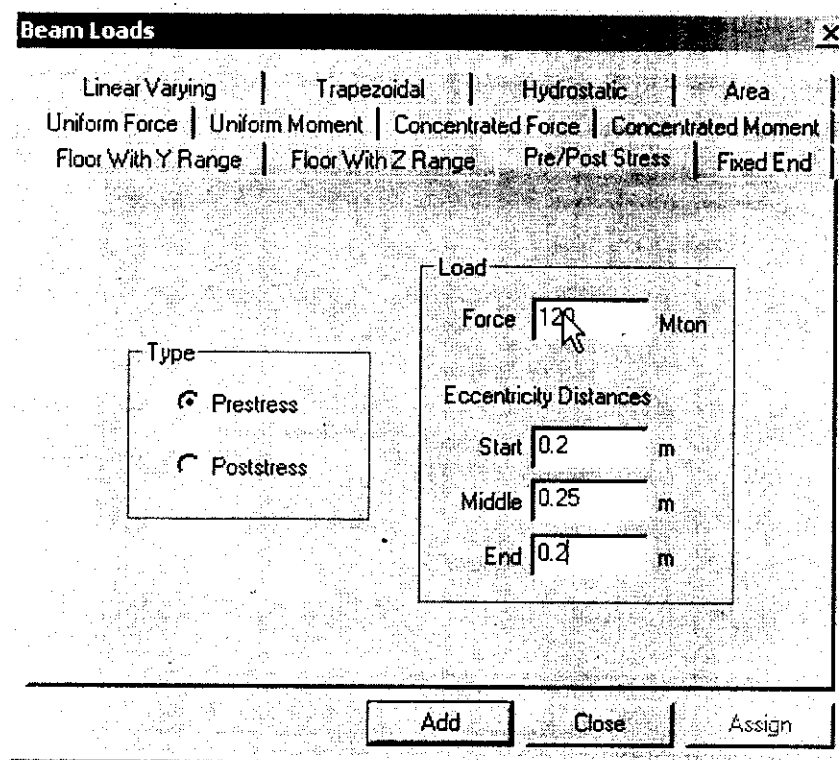 Beam Loads
Linear Varying Trapezoidal Hydrostatic Area
Uniform Force Uniform Moment Concentrated Force Concentrated Moment
Floor With Y Range Floor With Z Range Pre/Post Stress Fixed End
Load
Force 120 Mton
Type
Prestress
Poststress
Eccentricity Distances
Start 0.2 m
Middle 0.25 m
End 0.2 m
Add Close Assign